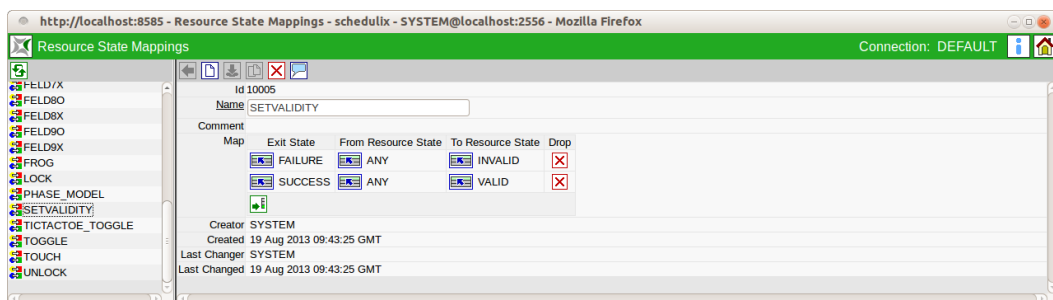 http://localhost:8585 - Resource State Mappings - schedulix - SYSTEM@localhost:2556 - Mozilla Firefox
Resource State Mappings
Connection: DEFAULT
FELD7X
FELD8O
FELD8X
FELD9O
FELD9X
FROG
LOCK
PHASE_MODEL
SETVALIDITY
TICTACTOE_TOGGLE
TOGGLE
TOUCH
UNLOCK
Id 10005
Name SETVALIDITY
Comment
Map Exit State From Resource State To Resource State Drop
FAILURE ANY INVALID
SUCCESS ANY VALID
Creator SYSTEM
Created 19 Aug 2013 09:43:25 GMT
Last Changer SYSTEM
Last Changed 19 Aug 2013 09:43:25 GMT